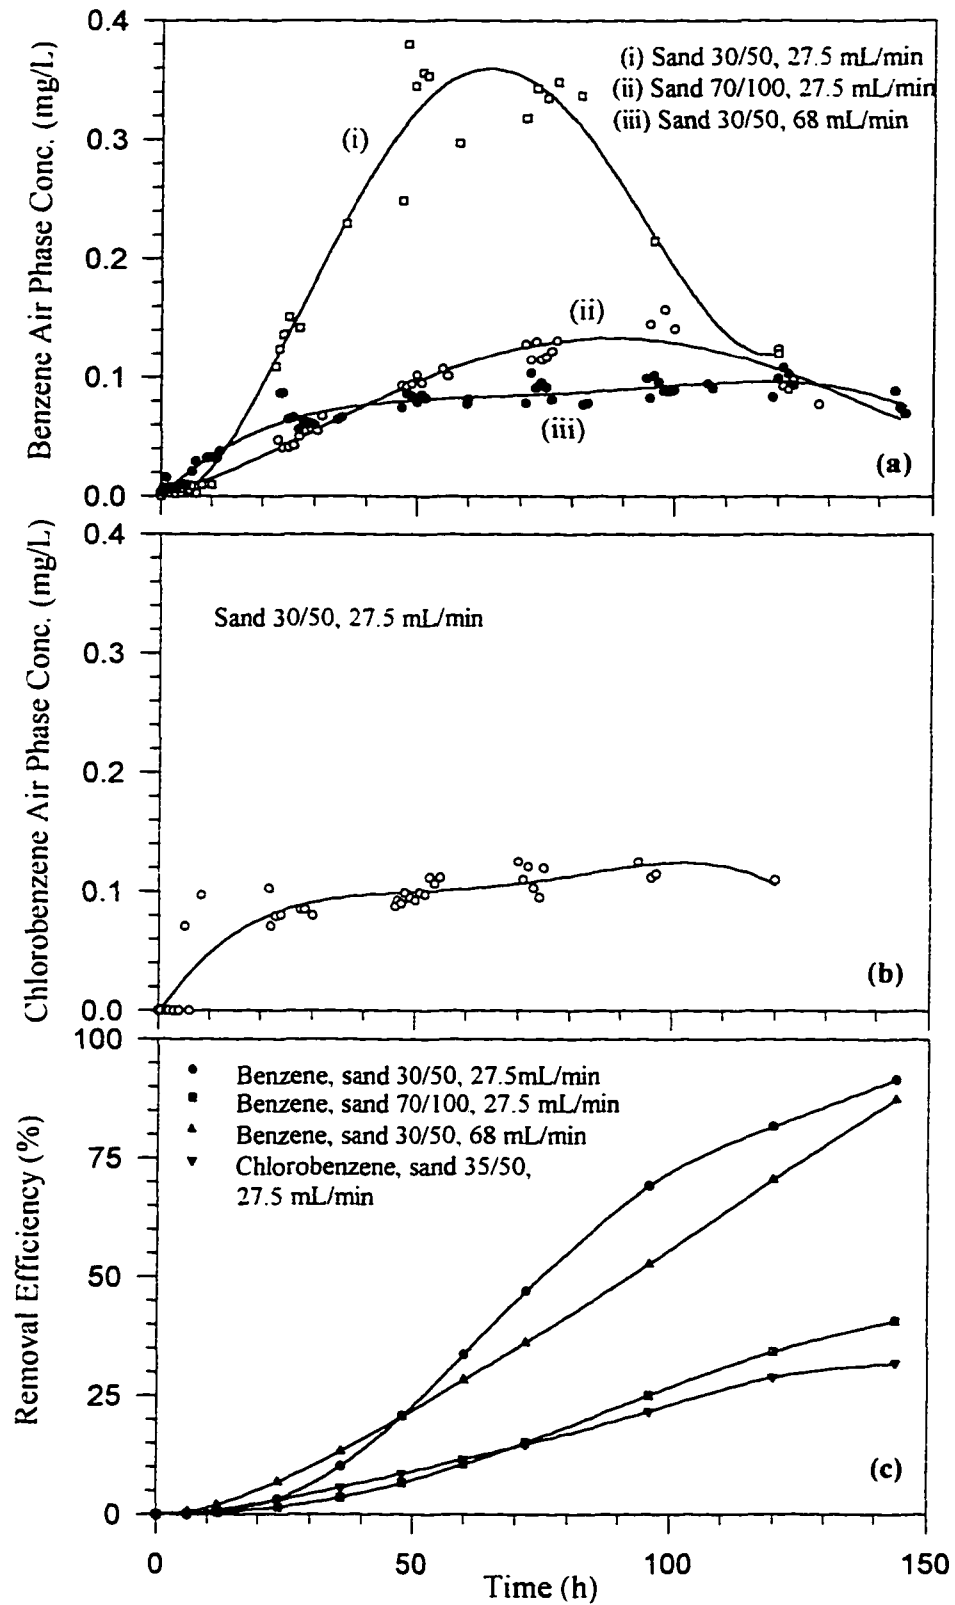 0.4
0.3
0.2
0.1
0.0
Benzene Air Phase Conc. (mg/L)
(i) Sand 30/50, 27.5 mL/min
(ii) Sand 70/100, 27.5 mL/min
(iii) Sand 30/50, 68 mL/min
(i)
(ii)
(iii)
(a)
0.4
0.3
0.2
0.1
0.0
Chlorobenzene Air Phase Conc. (mg/L)
Sand 30/50, 27.5 mL/min
(b)
100
75
50
25
0
Removal Efficiency (%)
Benzene, sand 30/50, 27.5mL/min
Benzene, sand 70/100, 27.5 mL/min
Benzene, sand 30/50, 68 mL/min
Chlorobenzene, sand 35/50,
27.5 mL/min
(c)
0 50 100 150
Time (h)